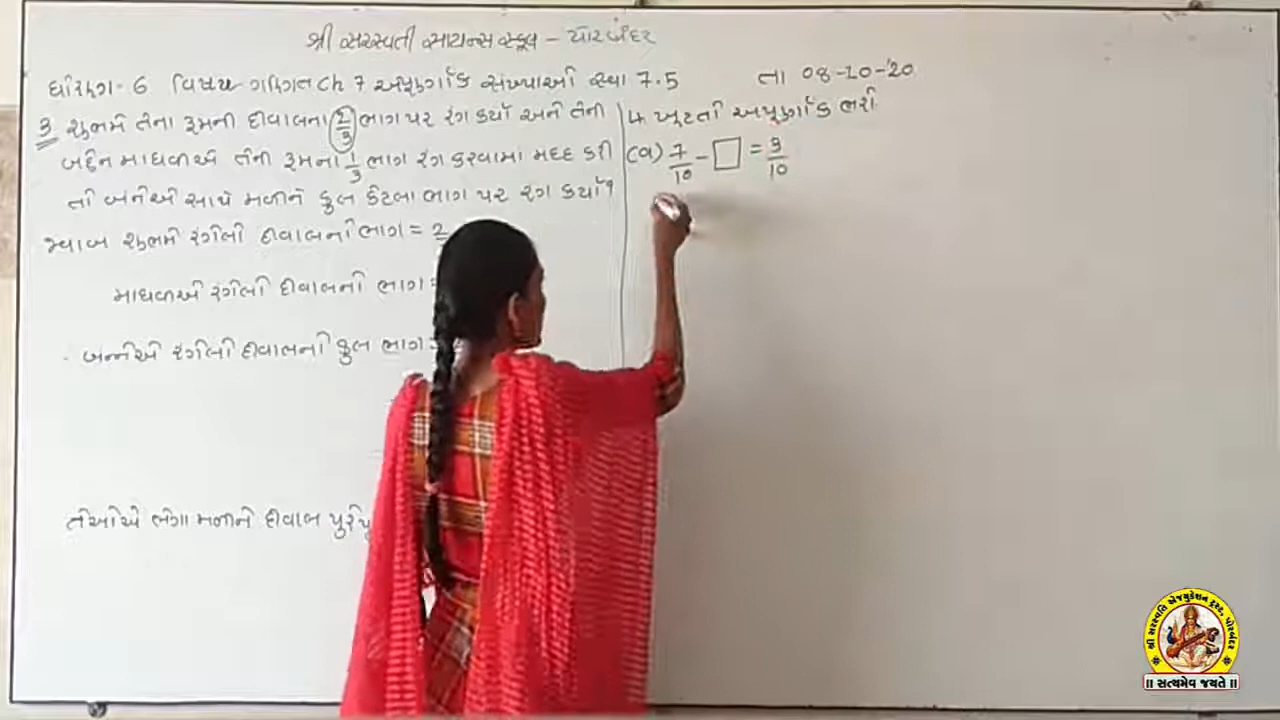 શ્રી સરસ્વતી સાયન્સ સ્કૂલ - પોરબંદર
ધોરણ - 6 વિષય ગણિત Ch 7 અપૂર્ણાંક સંખ્યાઓ સ્વા 7.5 તા 08-10-'20
3 શુભમે તેના રૂમની દીવાલના 2/3 ભાગ પર રંગ કર્યો અને તેની
બહેન માધવીએ તેની રૂમના 1/3 ભાગ રંગ કરવામાં મદદ કરી
તો બંનેએ સાથે મળીને કુલ કેટલા ભાગ પર રંગ કર્યો?
જવાબ શુભમે રંગેલી દીવાલનો ભાગ = 2
માધવીએ રંગેલી દીવાલનો ભાગ =
બન્નેએ રંગેલી દીવાલનો કુલ ભાગ =
તેઓએ ભેગા મળીને દીવાલ
4 ખૂટતા અપૂર્ણાંક ભરો
(a) 7/10 - □ = 3/10
શ્રી સરસ્વતી એજ્યુકેશન ટ્રસ્ટ, પોરબંદર
॥ સત્યમેવ જયતે ॥